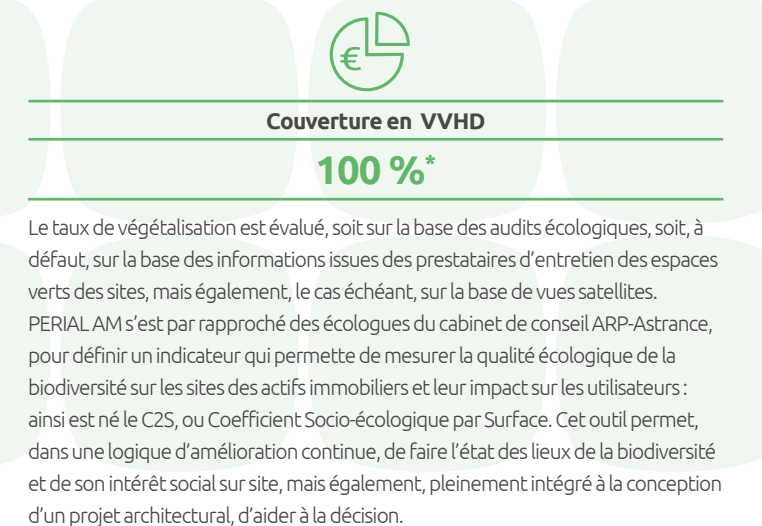 €
Couverture en VVHD
100 %*
Le taux de végétalisation est évalué, soit sur la base des audits écologiques, soit, à
défaut, sur la base des informations issues des prestataires d’entretien des espaces
verts des sites, mais également, le cas échéant, sur la base de vues satellites.
PERIAL AM s’est par rapproché des écologues du cabinet de conseil ARP-Astrance,
pour définir un indicateur qui permette de mesurer la qualité écologique de la
biodiversité sur les sites des actifs immobiliers et leur impact sur les utilisateurs :
ainsi est né le C2S, ou Coefficient Socio-écologique par Surface. Cet outil permet,
dans une logique d’amélioration continue, de faire l’état des lieux de la biodiversité
et de son intérêt social sur site, mais également, pleinement intégré à la conception
d’un projet architectural, d’aider à la décision.